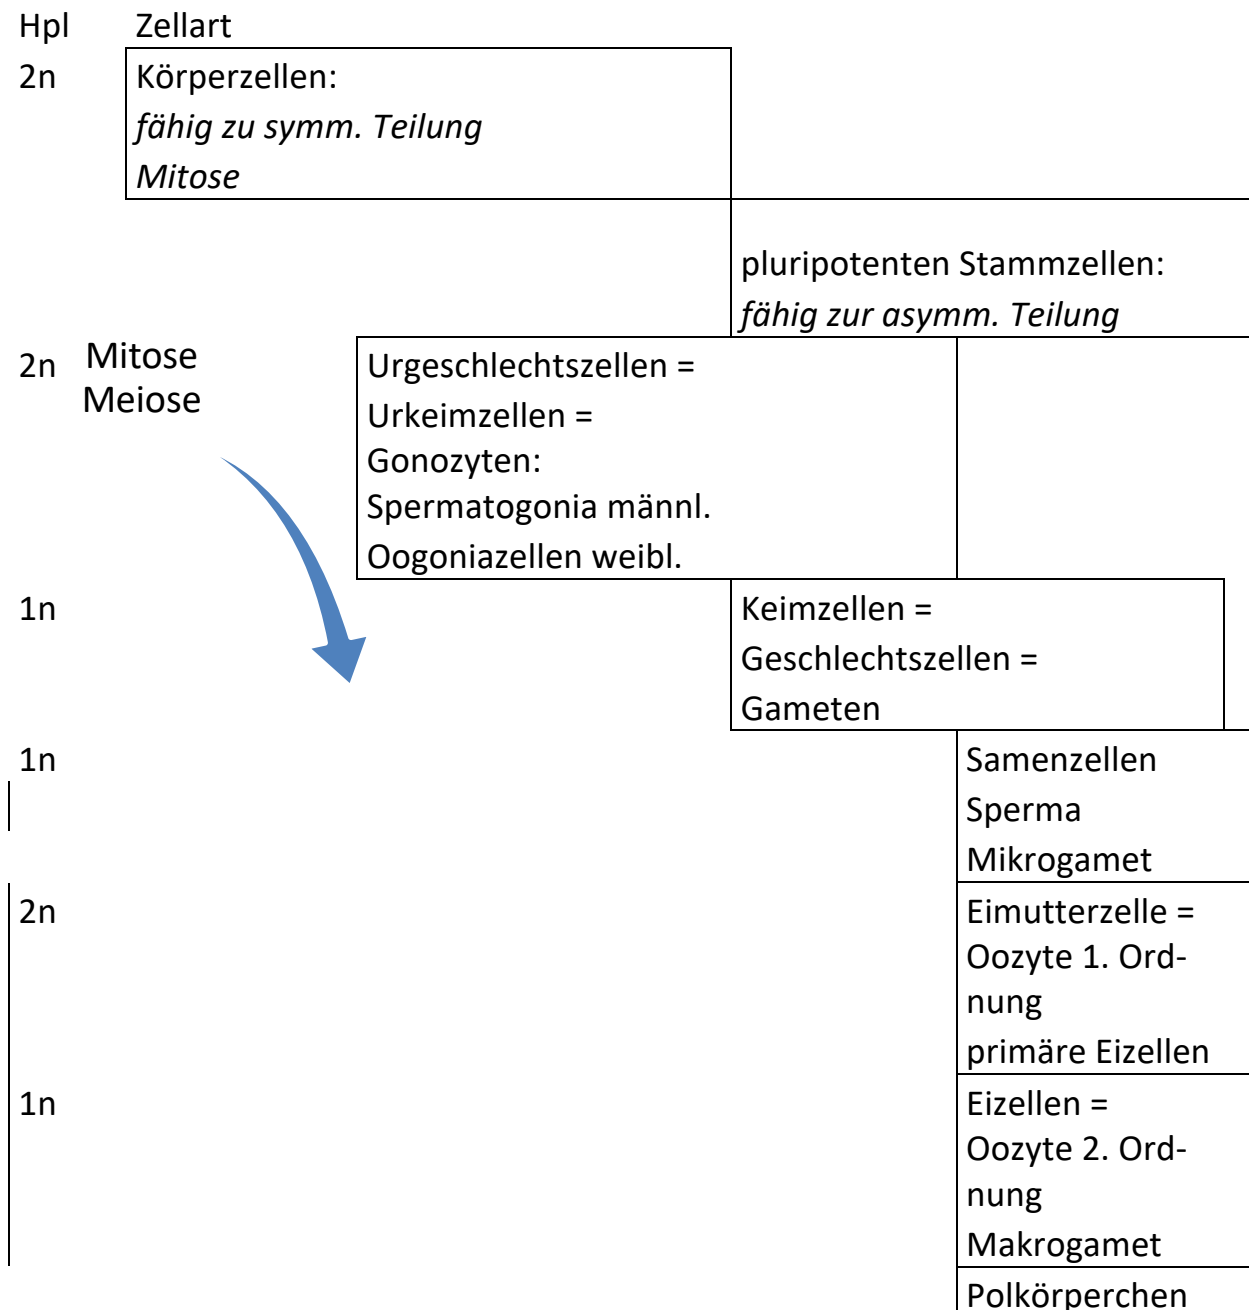 Hpl Zellart
2n Körperzellen:
fähig zu symm. Teilung
Mitose
pluripotenten Stammzellen:
fähig zur asymm. Teilung
2n Mitose Urgeschlechtszellen =
Meiose Urkeimzellen =
Gonozyten:
Spermatogonia männl.
Oogoniazellen weibl.
1n Keimzellen =
Geschlechtszellen =
Gameten
1n Samenzellen
Sperma
Mikrogamet
2n Eimutterzelle =
Oozyte 1. Ord-
nung
primäre Eizellen
1n Eizellen =
Oozyte 2. Ord-
nung
Makrogamet
Polkörperchen